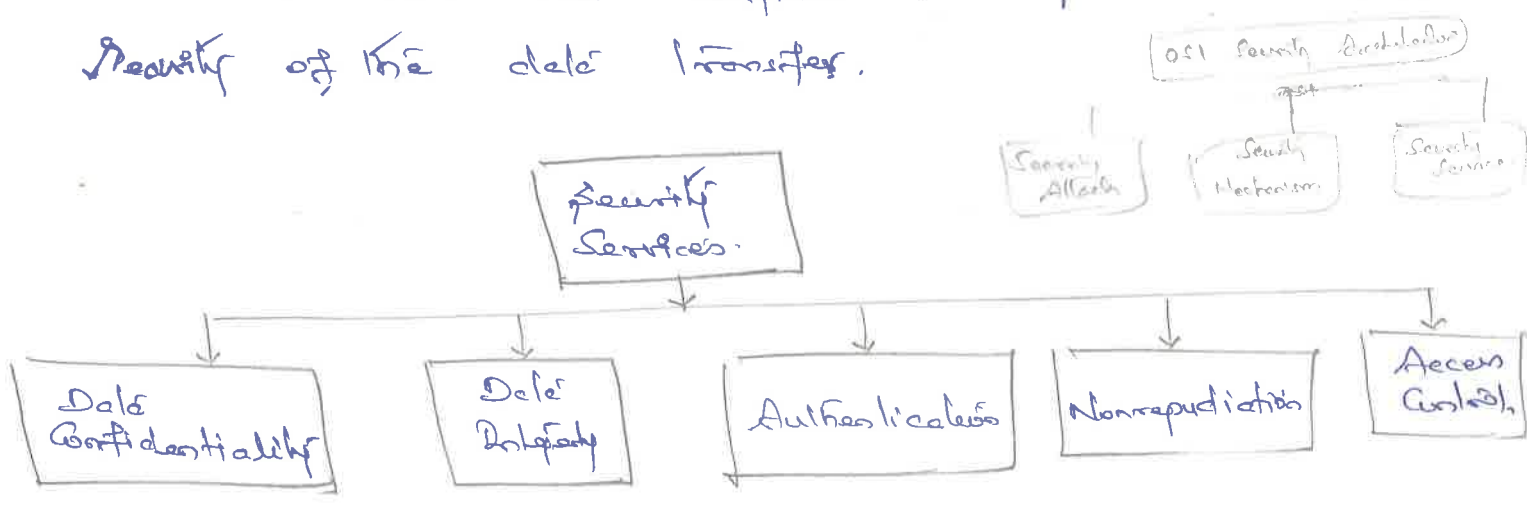 Security of the data transfer.
OSI Security Architecture
Security
Attacks
Security
Mechanism.
Security
Service
Security
Services.
Data
Confidentiality
Data
Integrity
Authentication
Nonrepudiation
Access
Control.